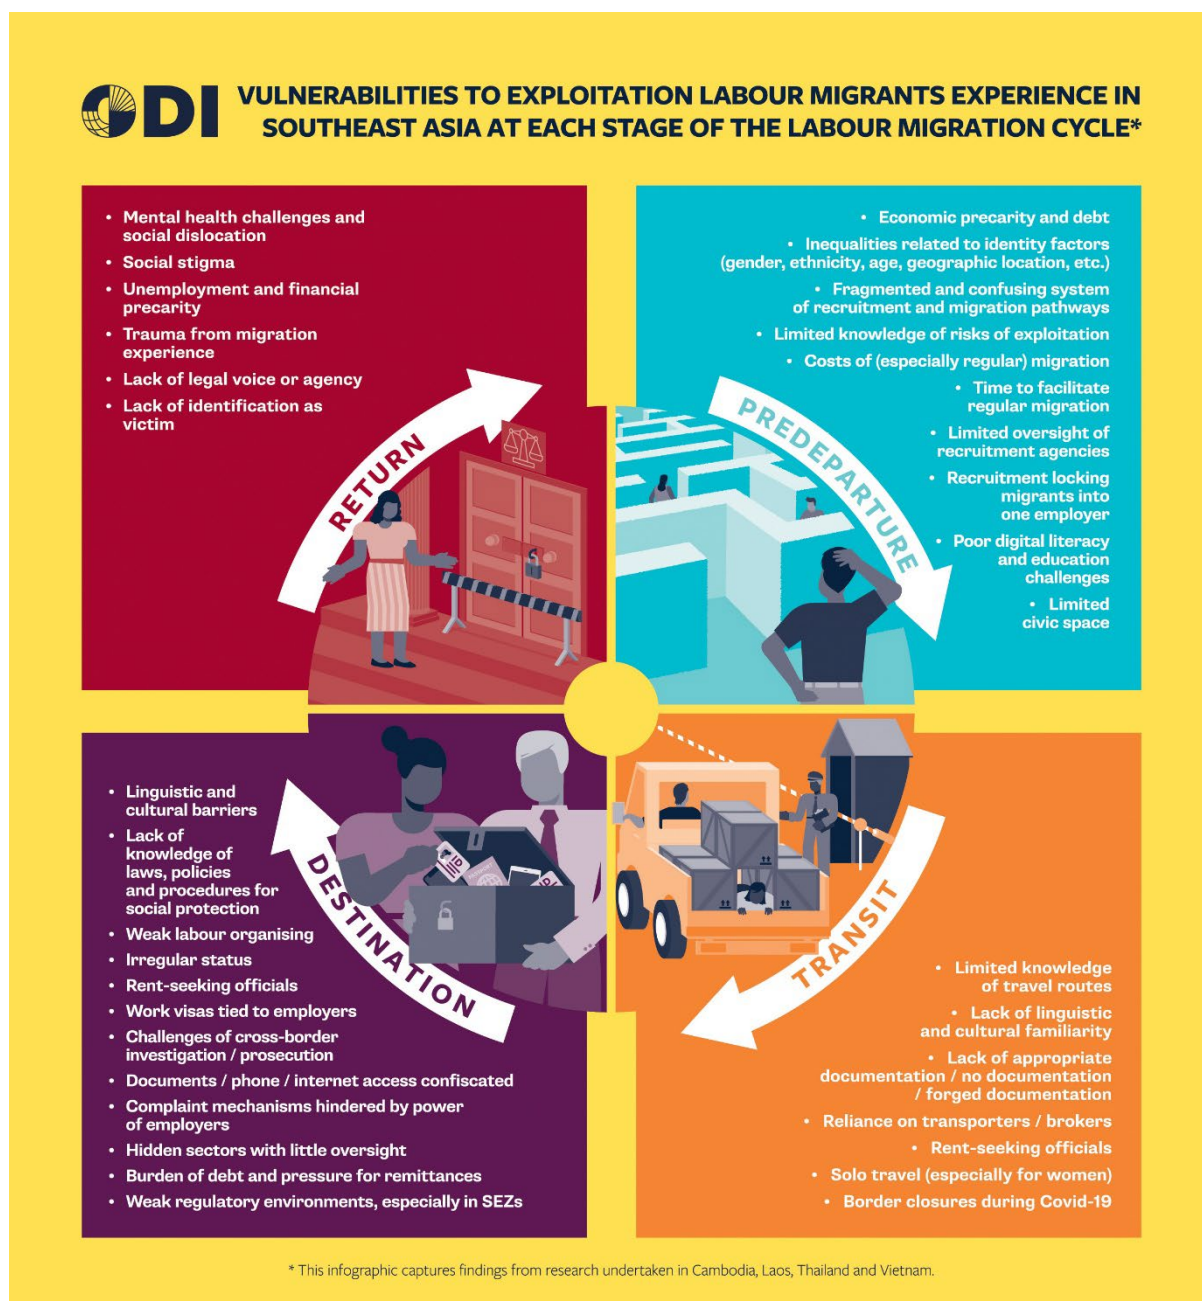 ODI
VULNERABILITIES TO EXPLOITATION LABOUR MIGRANTS EXPERIENCE IN
SOUTHEAST ASIA AT EACH STAGE OF THE LABOUR MIGRATION CYCLE*
• Mental health challenges and
social dislocation
• Social stigma
• Unemployment and financial
precarity
• Trauma from migration
experience
• Lack of legal voice or agency
• Lack of identification as
victim
RETURN
• Economic precarity and debt
• Inequalities related to identity factors
(gender, ethnicity, age, geographic location, etc.)
• Fragmented and confusing system
of recruitment and migration pathways
• Limited knowledge of risks of exploitation
• Costs of (especially regular) migration
• Time to facilitate
regular migration
• Limited oversight of
recruitment agencies
• Recruitment locking
migrants into
one employer
• Poor digital literacy
and education
challenges
• Limited
civic space
PREDEPARTURE
• Linguistic and
cultural barriers
• Lack of
knowledge of
laws, policies
and procedures for
social protection
• Weak labour organising
• Irregular status
• Rent-seeking officials
• Work visas tied to employers
• Challenges of cross-border
investigation / prosecution
• Documents / phone / internet access confiscated
• Complaint mechanisms hindered by power
of employers
• Hidden sectors with little oversight
• Burden of debt and pressure for remittances
• Weak regulatory environments, especially in SEZs
DESTINATION
ID
PASSPORT
ID
TRANSIT
• Limited knowledge
of travel routes
• Lack of linguistic
and cultural familiarity
• Lack of appropriate
documentation / no documentation
/ forged documentation
• Reliance on transporters / brokers
• Rent-seeking officials
• Solo travel (especially for women)
• Border closures during Covid-19
* This infographic captures findings from research undertaken in Cambodia, Laos, Thailand and Vietnam.